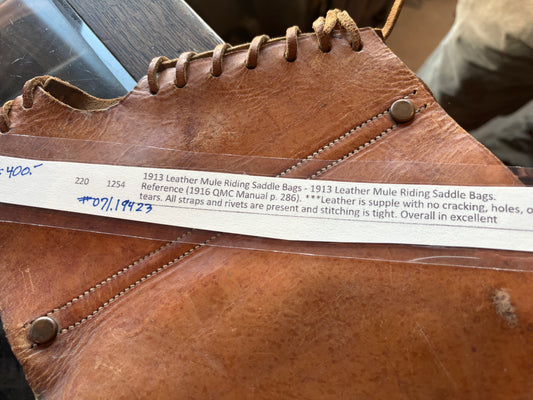 400.-
220 1254 1913 Leather Mule Riding Saddle Bags - 1913 Leather Mule Riding Saddle Bags.
#071.19423 Reference (1916 QMC Manual p. 286). ***Leather is supple with no cracking, holes, o
tears. All straps and rivets are present and stitching is tight. Overall in excellent